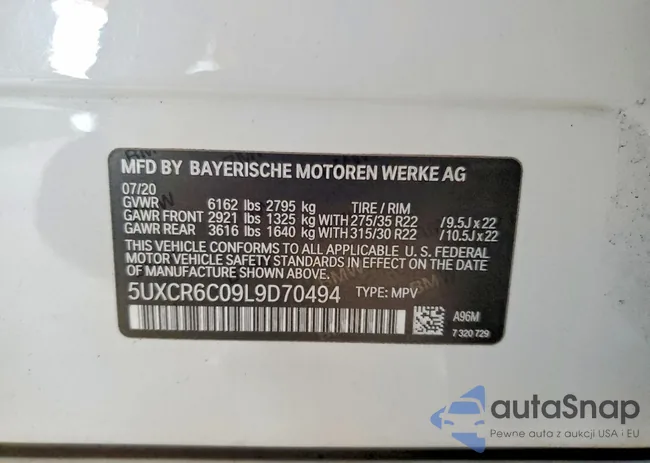 MFD BY BAYERISCHE MOTOREN WERKE AG
07/20
GVWR 6162 lbs 2795 kg TIRE / RIM
GAWR FRONT 2921 lbs 1325 kg WITH 275/35 R22 /9.5J x 22
GAWR REAR 3616 lbs 1640 kg WITH 315/30 R22 /10.5J x 22
THIS VEHICLE CONFORMS TO ALL APPLICABLE U. S. FEDERAL
MOTOR VEHICLE SAFETY STANDARDS IN EFFECT ON THE DATE
OF MANUFACTURE SHOWN ABOVE.
5UXCR6C09L9D70494 TYPE: MPV
A96M
7 320 729
autoSnap
Pewne auta z aukcji USA i EU